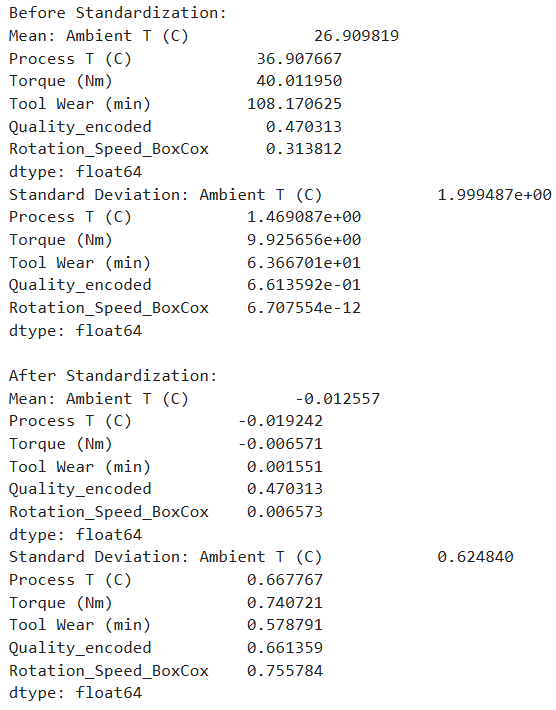 Before Standardization:
Mean: Ambient T (C)             26.909819
Process T (C)             36.907667
Torque (Nm)               40.011950
Tool Wear (min)          108.170625
Quality_encoded            0.470313
Rotation_Speed_BoxCox      0.313812
dtype: float64
Standard Deviation: Ambient T (C)            1.999487e+00
Process T (C)            1.469087e+00
Torque (Nm)              9.925656e+00
Tool Wear (min)          6.366701e+01
Quality_encoded          6.613592e-01
Rotation_Speed_BoxCox    6.707554e-12
dtype: float64

After Standardization:
Mean: Ambient T (C)           -0.012557
Process T (C)           -0.019242
Torque (Nm)             -0.006571
Tool Wear (min)          0.001551
Quality_encoded          0.470313
Rotation_Speed_BoxCox    0.006573
dtype: float64
Standard Deviation: Ambient T (C)            0.624840
Process T (C)            0.667767
Torque (Nm)              0.740721
Tool Wear (min)          0.578791
Quality_encoded          0.661359
Rotation_Speed_BoxCox    0.755784
dtype: float64